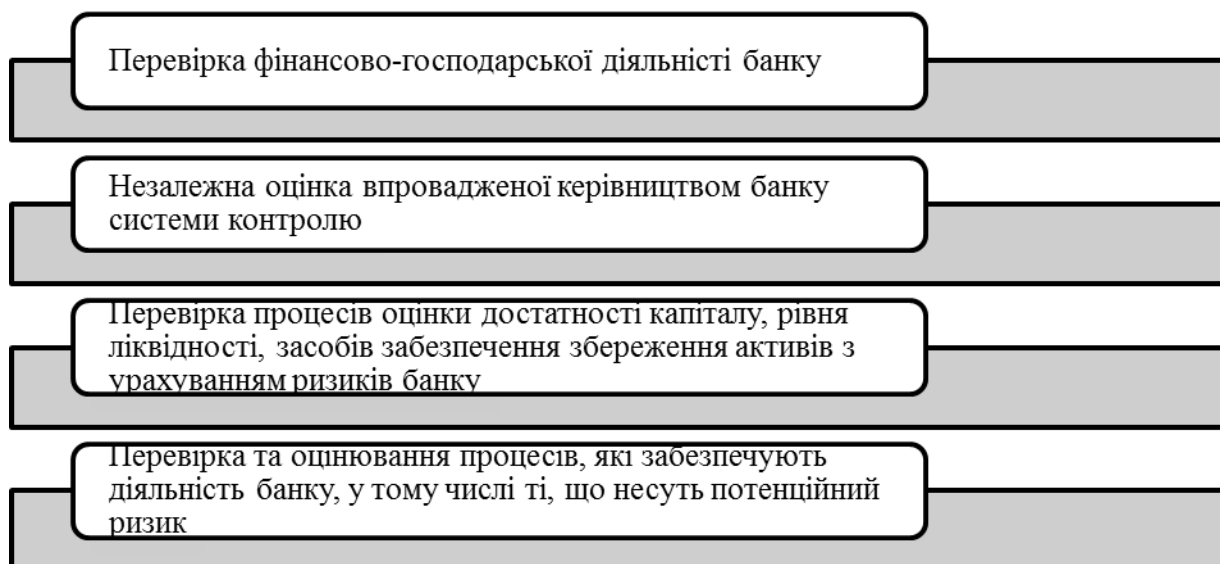 Перевірка фінансово-господарської діяльністі банку
Незалежна оцінка впровадженої керівництвом банку
системи контролю
Перевірка процесів оцінки достатності капіталу, рівня
ліквідності, засобів забезпечення збереження активів з
урахуванням ризиків банку
Перевірка та оцінювання процесів, які забезпечують
діяльність банку, у тому числі ті, що несуть потенційний
ризик